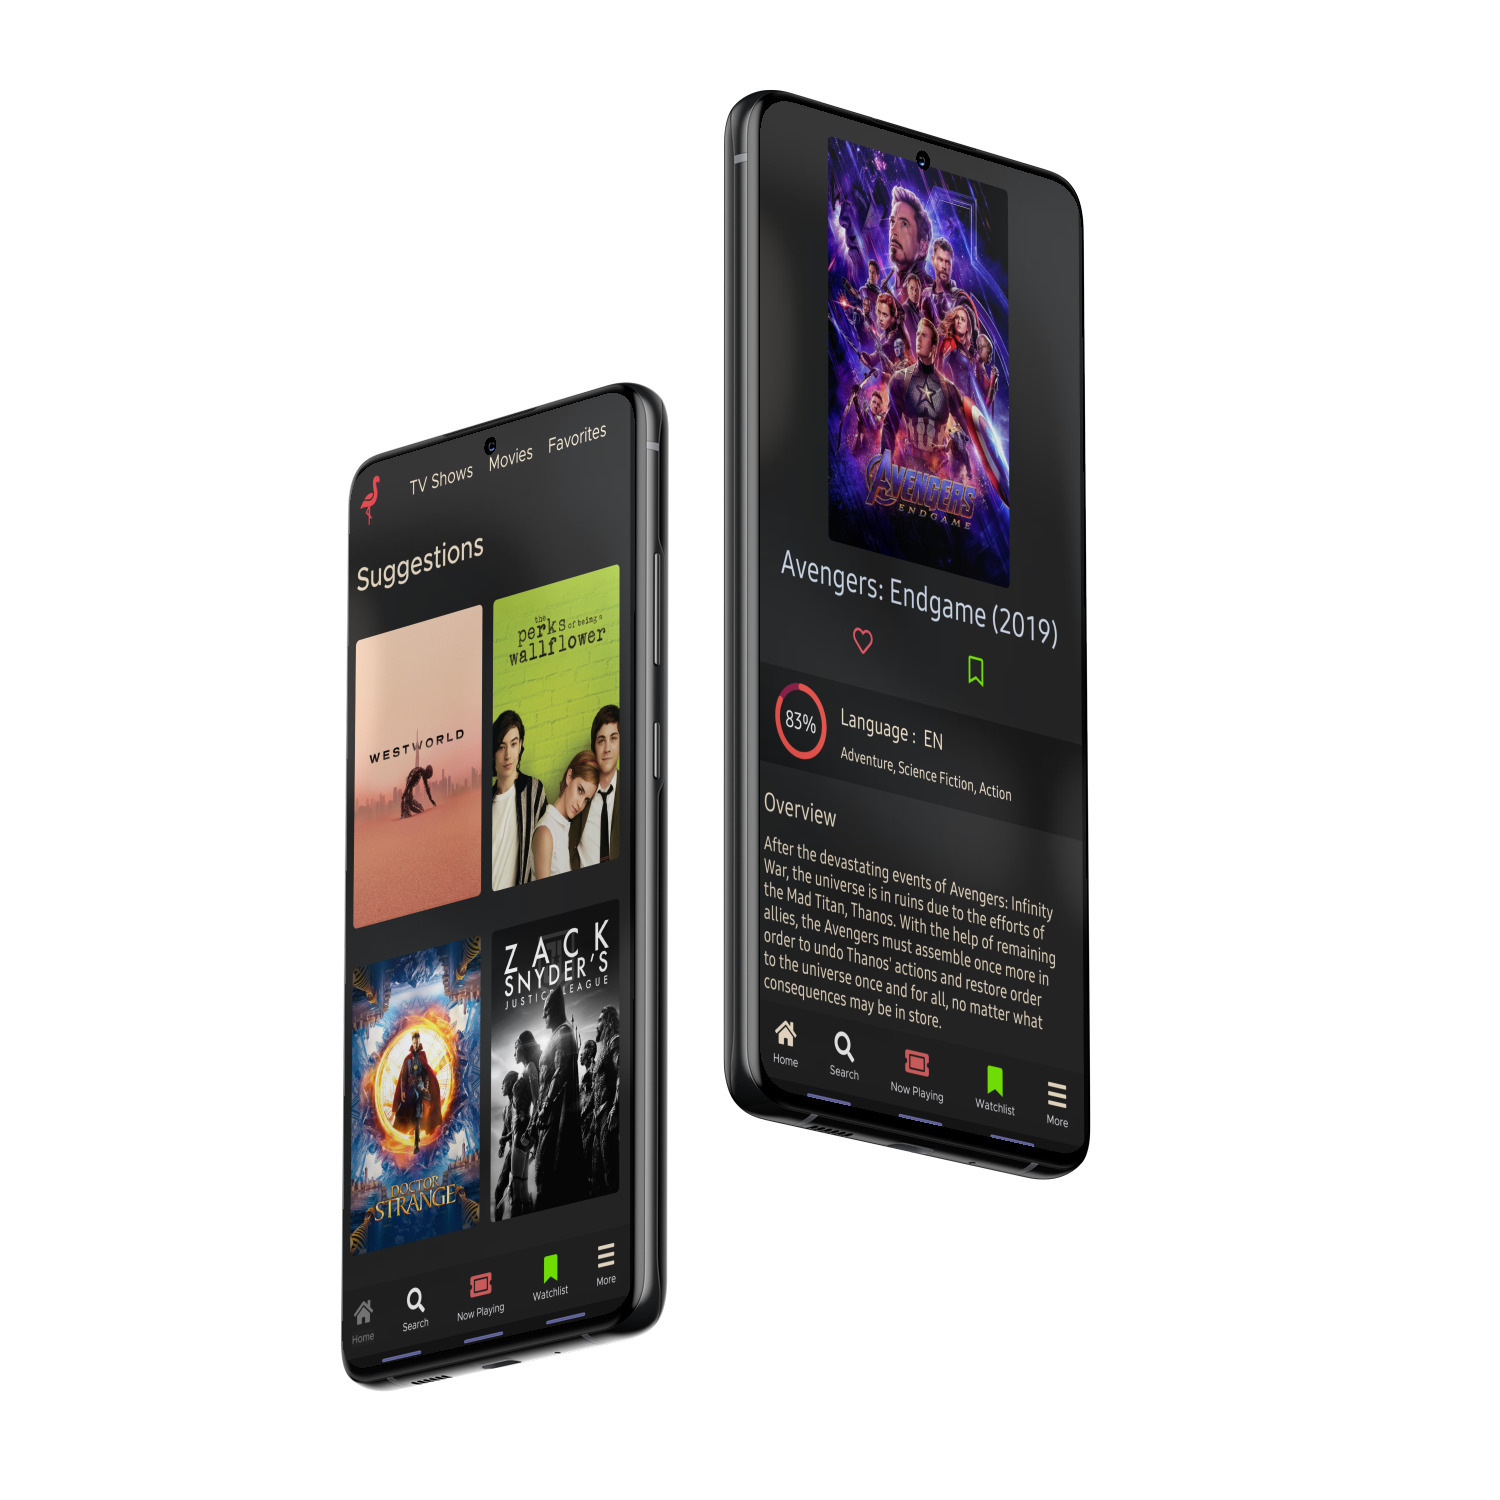 TV Shows Movies Favorites
Suggestions
WESTWORLD
the
perks of being a
wallflower
DOCTOR
STRANGE
ZACK
SNYDER'S
JUSTICE LEAGUE
Home
Search
Now Playing
Watchlist
More
AVENGERS
ENDGAME
Avengers: Endgame (2019)
83%
Language : EN
Adventure, Science Fiction, Action
Overview
After the devastating events of Avengers: Infinity
War, the universe is in ruins due to the efforts of
the Mad Titan, Thanos. With the help of remaining
allies, the Avengers must assemble once more in
order to undo Thanos' actions and restore order
to the universe once and for all, no matter what
consequences may be in store.
Home
Search
Now Playing
Watchlist
More